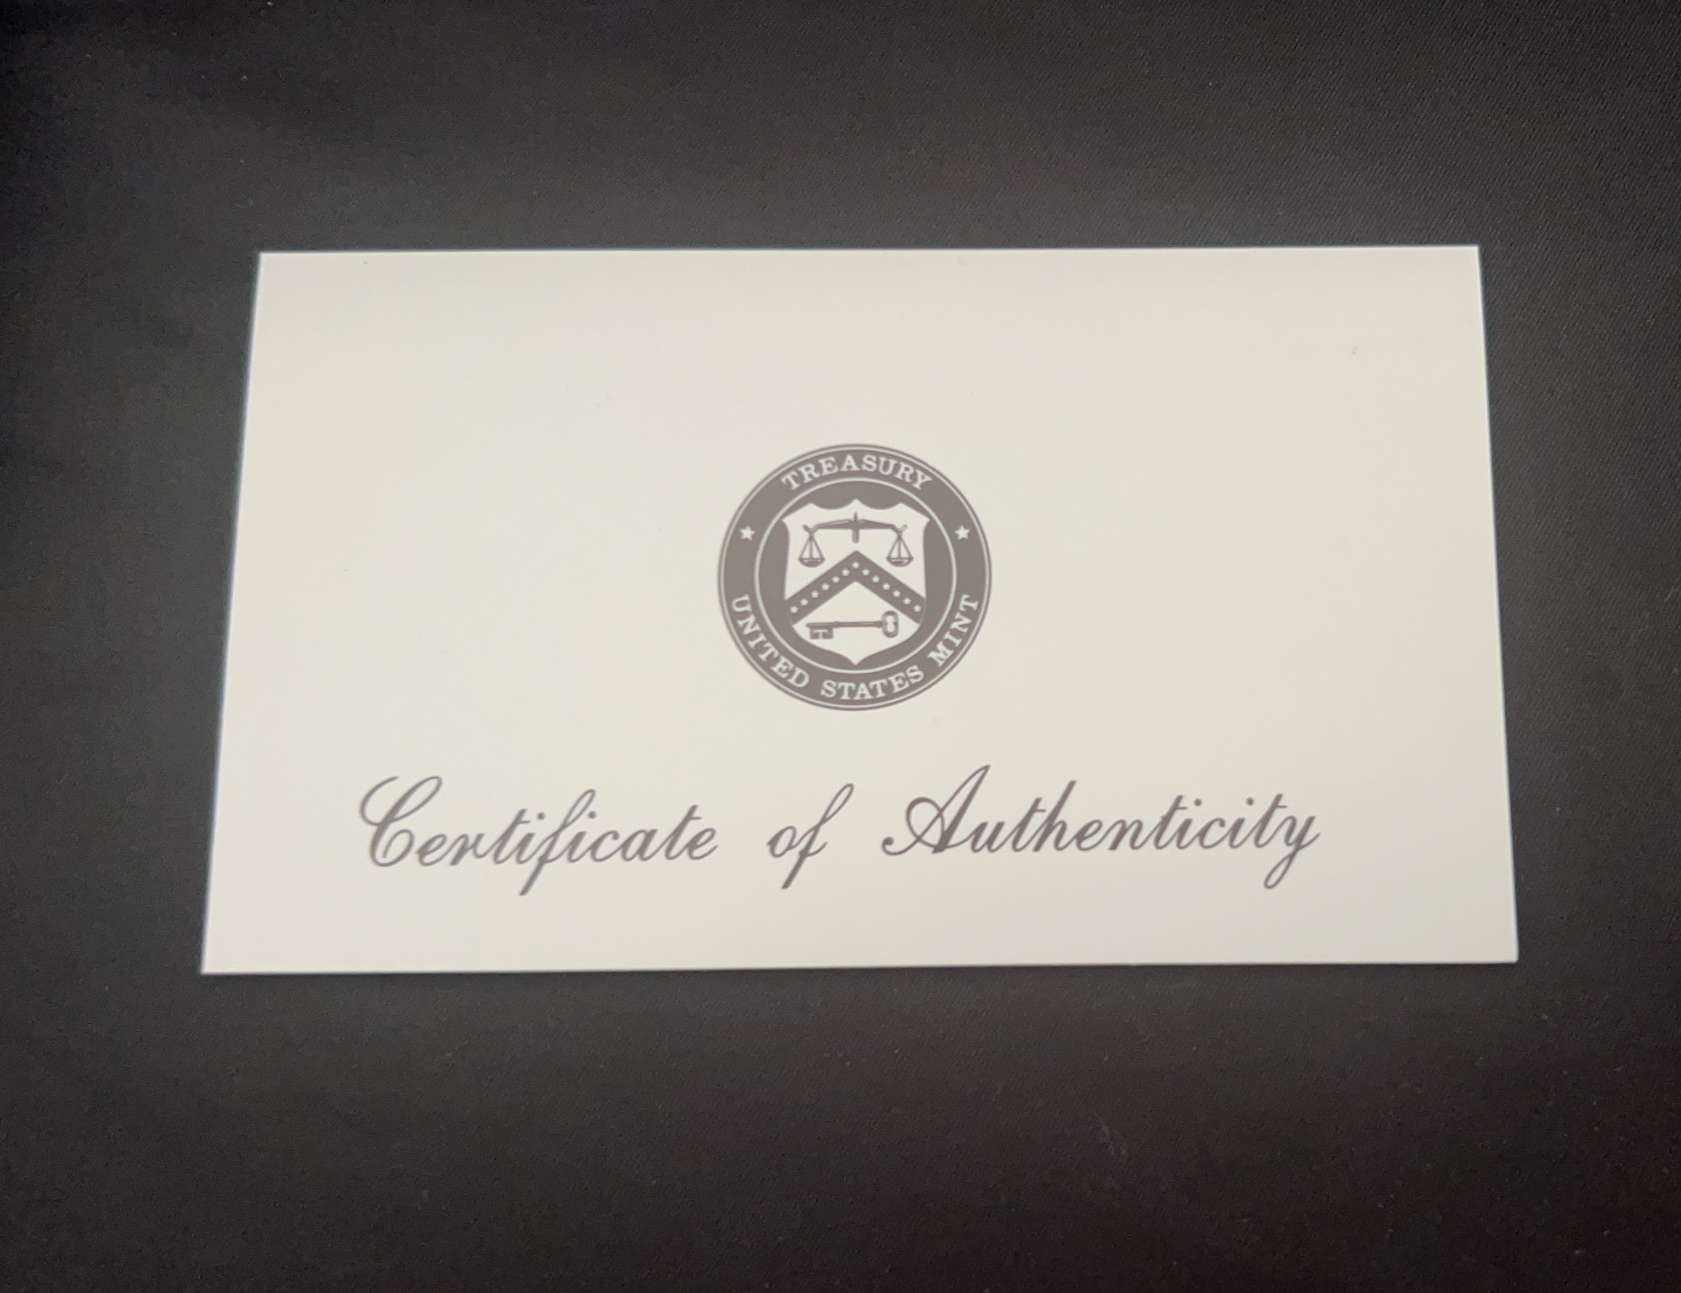 TREASURY
UNITED STATES MINT
Certificate of Authenticity